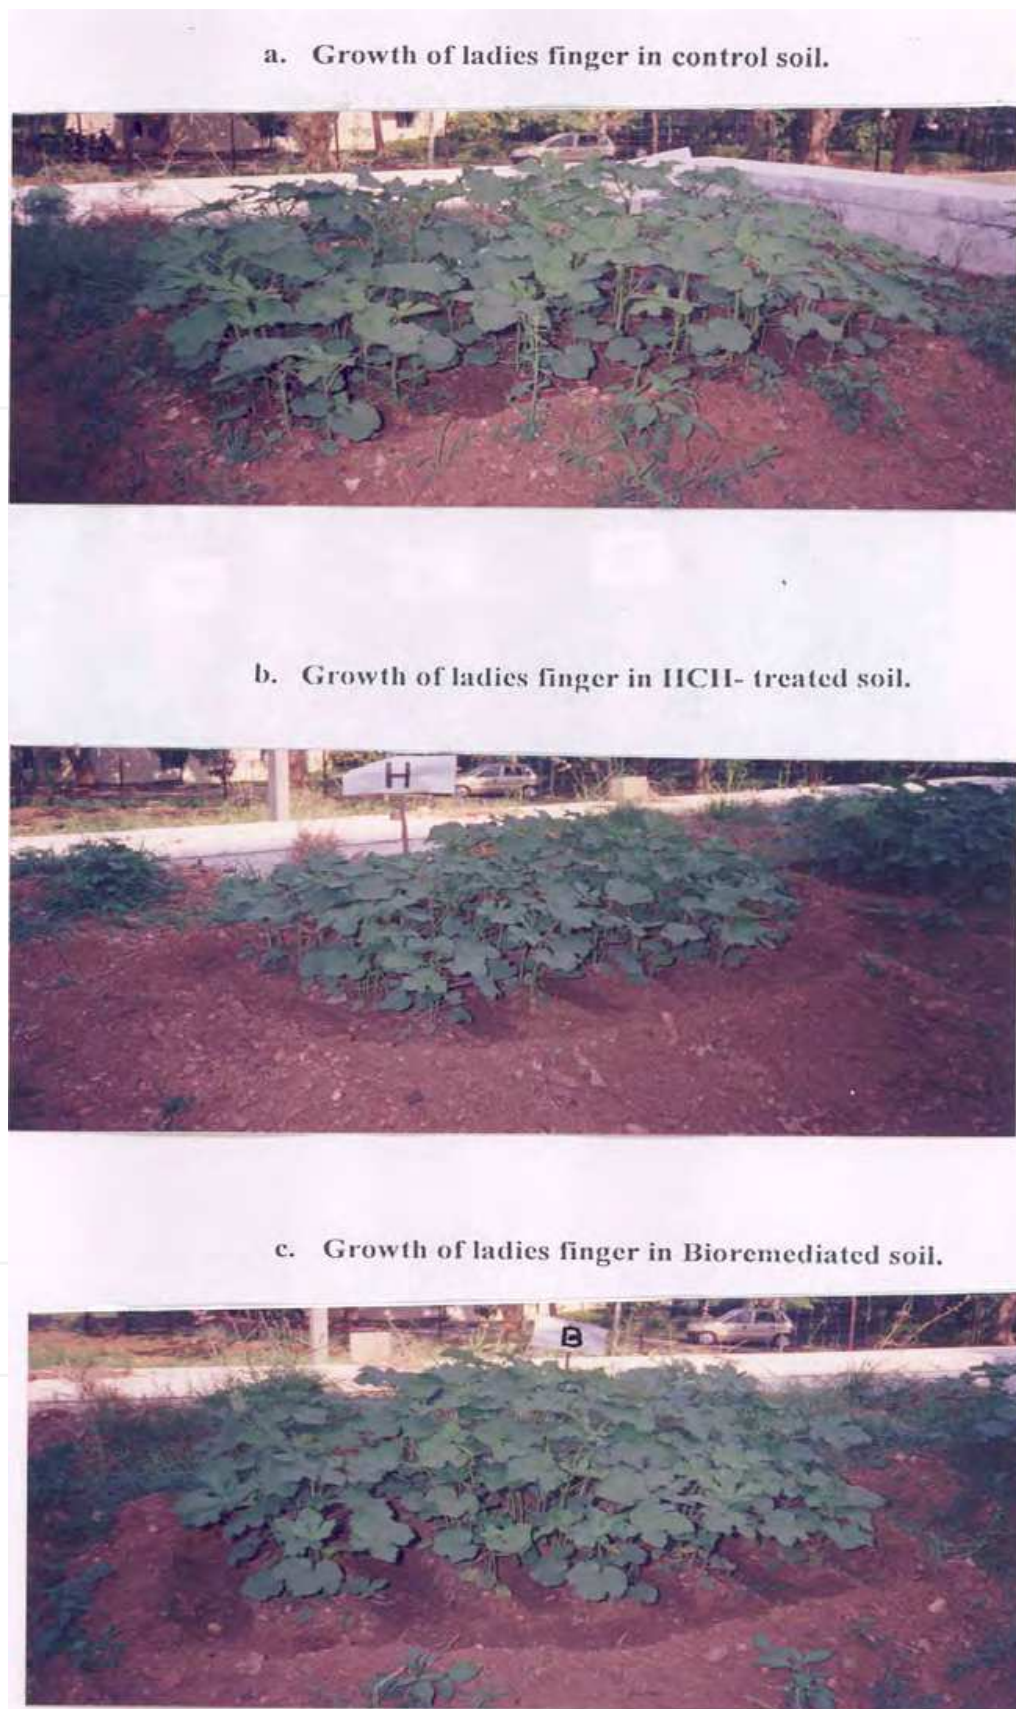 a. Growth of ladies finger in control soil.
b. Growth of ladies finger in HCH- treated soil.
H
c. Growth of ladies finger in Bioremediated soil.
B